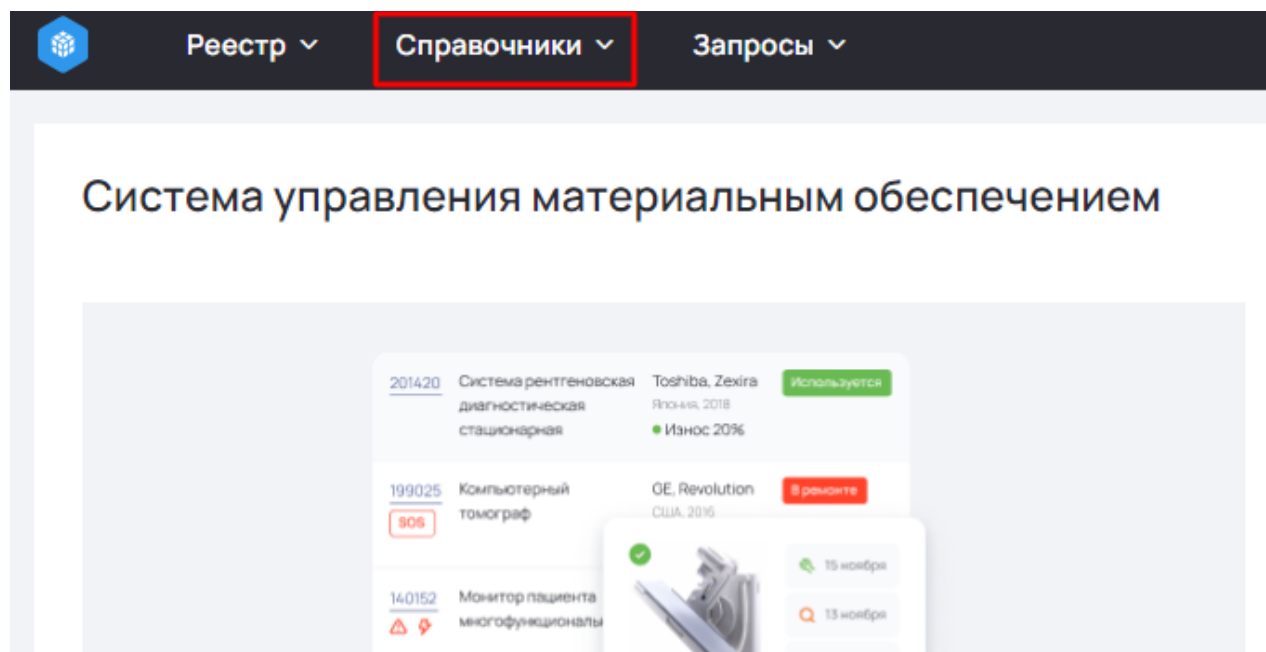 Реестр
Справочники
Запросы
Система управления материальным обеспечением
201420 Система рентгеновская Toshiba, Zexira Используется
диагностическая Япония, 2018
стационарная Износ 20%
199025 Компьютерный GE, Revolution В ремонте
SOS томограф США, 2016
15 ноября
140152 Монитор пациента
13 ноября
многофункциональ